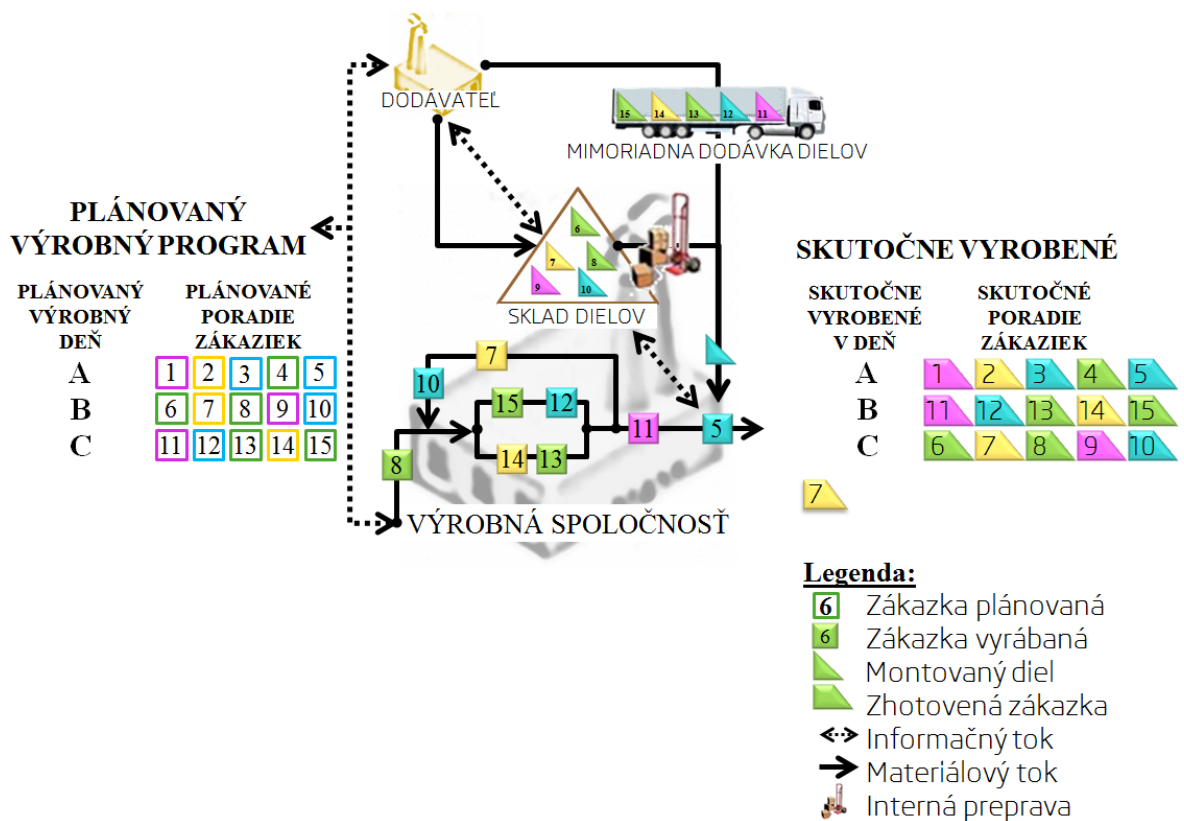 DODÁVATEĽ
15 14 13 12 11
MIMORIADNA DODÁVKA DIELOV
6
7 8
9 10
SKLAD DIELOV
PLÁNOVANÝ
VÝROBNÝ PROGRAM
PLÁNOVANÝ
VÝROBNÝ
DEŇ
PLÁNOVANÉ
PORADIE
ZÁKAZIEK
A 1 2 3 4 5
B 6 7 8 9 10
C 11 12 13 14 15
7
10
15 12
11 5
14 13
8
VÝROBNÁ SPOLOČNOSŤ
SKUTOČNE VYROBENÉ
SKUTOČNE
VYROBENÉ
V DEŇ
SKUTOČNÉ
PORADIE
ZÁKAZIEK
A 1 2 3 4 5
B 11 12 13 14 15
C 6 7 8 9 10
7
Legenda:
6 Zákazka plánovaná
6 Zákazka vyrábaná
Montovaný diel
Zhotovená zákazka
Informačný tok
Materiálový tok
Interná preprava